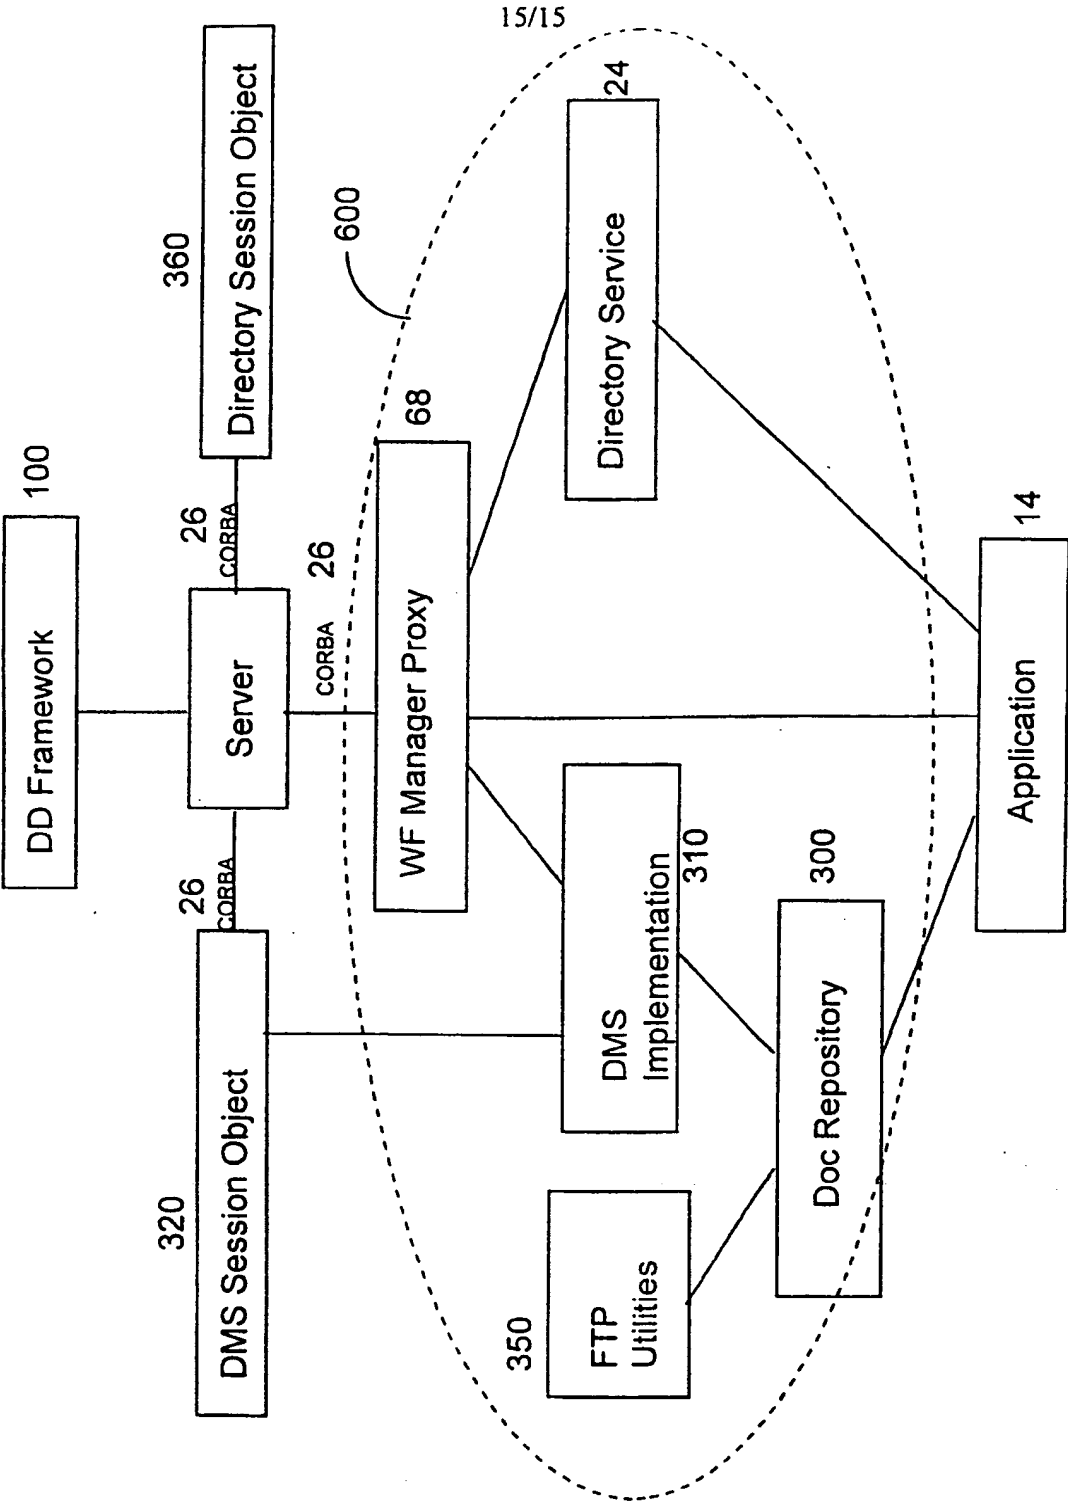 15/15
DD Framework
100
360
Directory Session Object
26
CORBA
Server
26
CORBA
320
DMS Session Object
26
CORBA
600
WF Manager Proxy
68
Directory Service
24
DMS
Implementation
310
350
FTP
Utilities
Doc Repository
300
Application
14